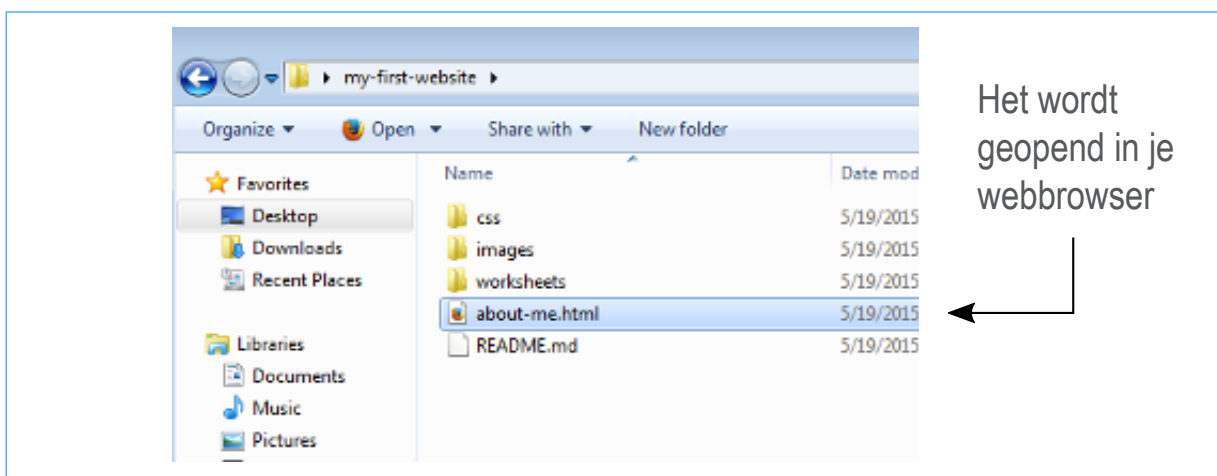 my-first-website
Organize Open Share with New folder
Name Date mod
Favorites
Desktop
Downloads
Recent Places
Libraries
Documents
Music
Pictures
css 5/19/2015
images 5/19/2015
worksheets 5/19/2015
about-me.html 5/19/2015
README.md 5/19/2015
Het wordt
geopend in je
webbrowser